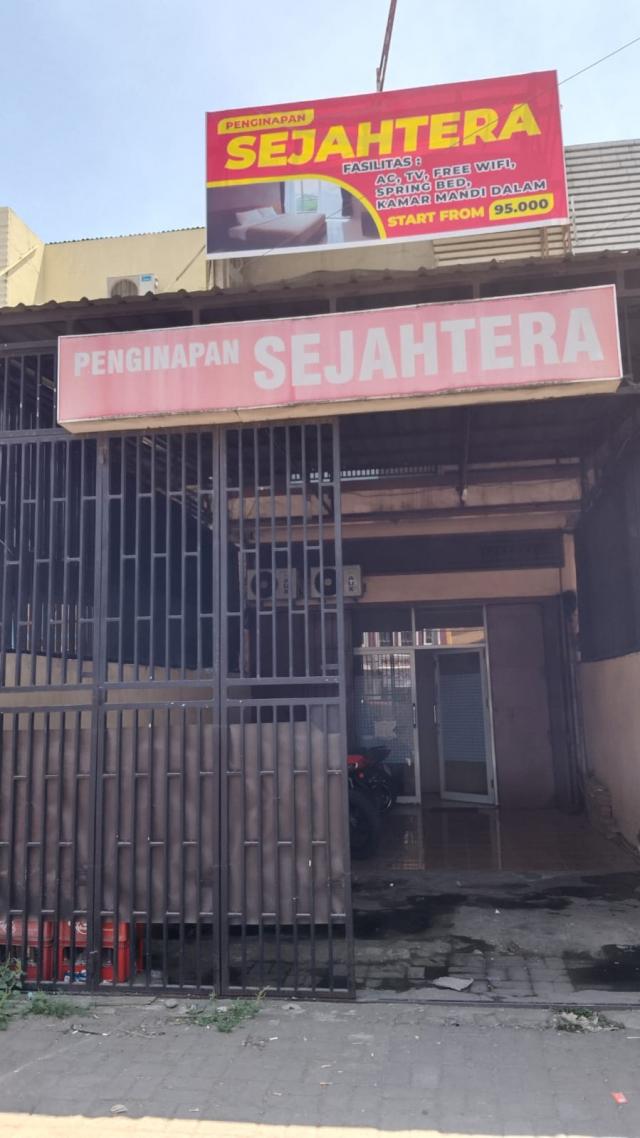 PENGINAPAN
SEJAHTERA
FASILITAS :
AC, TV, FREE WIFI,
SPRING BED,
KAMAR MANDI DALAM
START FROM 95.000
PENGINAPAN SEJAHTERA